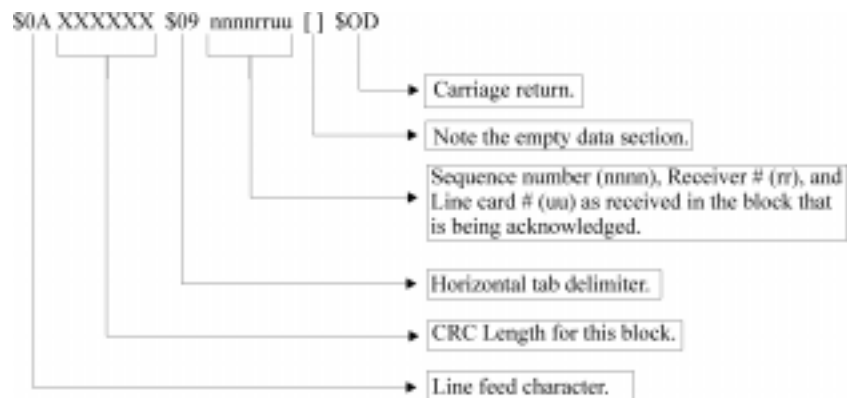 $0A XXXXXX $09 nnnnrruu [ ] $OD
Carriage return.
Note the empty data section.
Sequence number (nnnn), Receiver # (rr), and
Line card # (uu) as received in the block that
is being acknowledged.
Horizontal tab delimiter.
CRC Length for this block.
Line feed character.